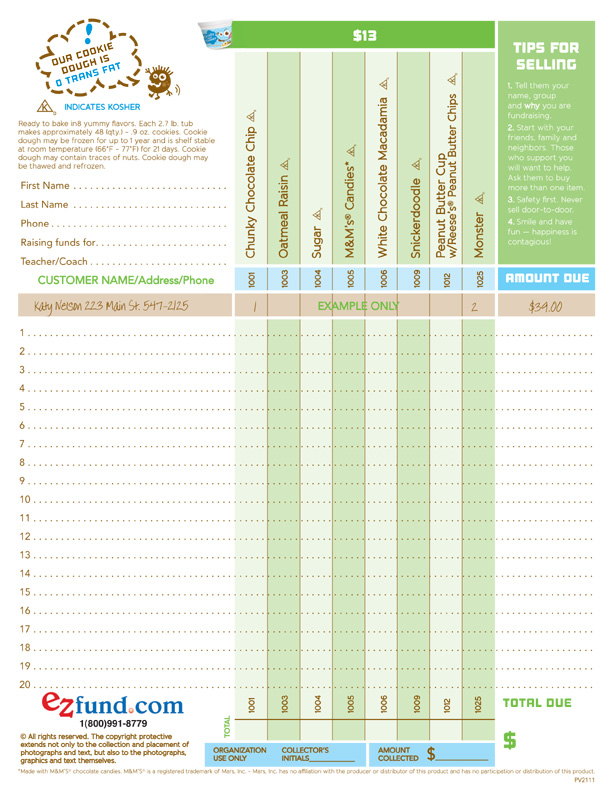 OUR COOKIE
DOUGH IS
0 TRANS FAT
K INDICATES KOSHER
Ready to bake in8 yummy flavors. Each 2.7 lb. tub
makes approximately 48 (qty.) - .9 oz. cookies. Cookie
dough may be frozen for up to 1 year and is shelf stable
at room temperature (66°F - 77°F) for 21 days. Cookie
dough may contain traces of nuts. Cookie dough may
be thawed and refrozen.
First Name
Last Name
Phone
Raising funds for
Teacher/Coach
$13
Chunky Chocolate Chip
Oatmeal Raisin
Sugar
M&M's® Candies*
White Chocolate Macadamia
Snickerdoodle
Peanut Butter Cup
w/Reese's® Peanut Butter Chips
Monster
TIPS FOR
SELLING
1. Tell them your
name, group
and why you are
fundraising.
2. Start with your
friends, family and
neighbors. Those
who support you
will want to help.
Ask them to buy
more than one item.
3. Safety first. Never
sell door-to-door.
4. Smile and have
fun — happiness is
contagious!
CUSTOMER NAME/Address/Phone 1001 1003 1004 1005 1006 1009 1012 1025 AMOUNT DUE
Katy Nelson 223 Main St. 547-2125 1 EXAMPLE ONLY 2 $39.00
1
2
3
4
5
6
7
8
9
10
11
12
13
14
15
16
17
18
19
20
ezfund.com
1(800)991-8779
© All rights reserved. The copyright protective
extends not only to the collection and placement of
photographs and text, but also to the photographs,
graphics and text themselves.
TOTAL 1001 1003 1004 1005 1006 1009 1012 1025 TOTAL DUE
$
ORGANIZATION
USE ONLY
COLLECTOR'S
INITIALS
AMOUNT
COLLECTED $
*Made with M&M'S® chocolate candies. M&M'S® is a registered trademark of Mars, Inc. - Mars, Inc. has no affiliation with the producer or distributor of this product and has no participation or distribution of this product.
PV2111